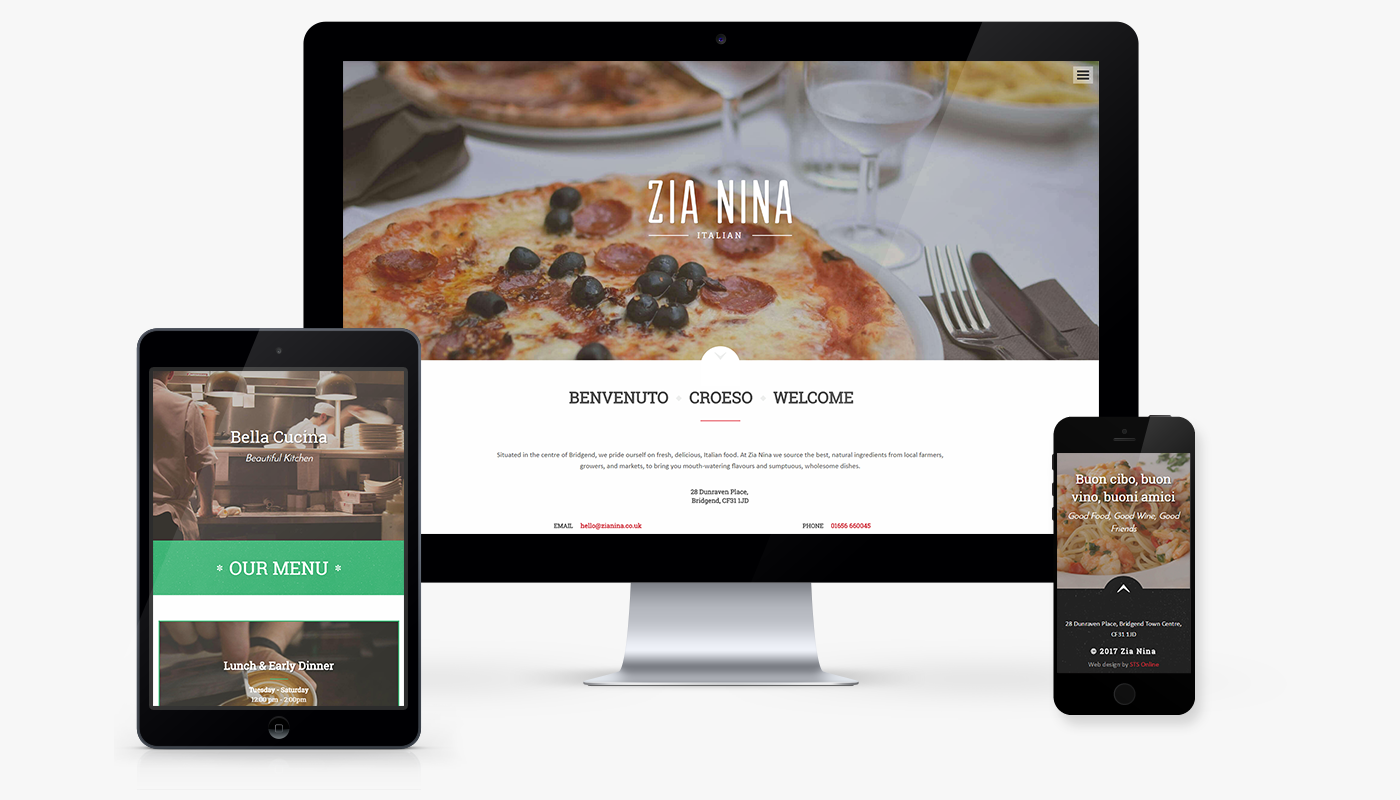 ZIA NINA
ITALIAN
BENVENUTO CROESO WELCOME
Situated in the centre of Bridgend, we pride ourself on fresh, delicious, Italian food. At Zia Nina we source the best, natural ingredients from local farmers,
growers, and markets, to bring you mouth-watering flavours and sumptuous, wholesome dishes.
28 Dunraven Place,
Bridgend, CF31 1JD
EMAIL hello@zianina.co.uk
PHONE 01656 660045
Bella Cucina
Beautiful Kitchen
OUR MENU
Lunch & Early Dinner
Tuesday - Saturday
12:00 pm - 2:00pm
Buon cibo, buon
vino, buoni amici
Good Food, Good Wine, Good
Friends
28 Dunraven Place, Bridgend Town Centre,
CF31 1JD
© 2017 Zia Nina
Web design by STS Online